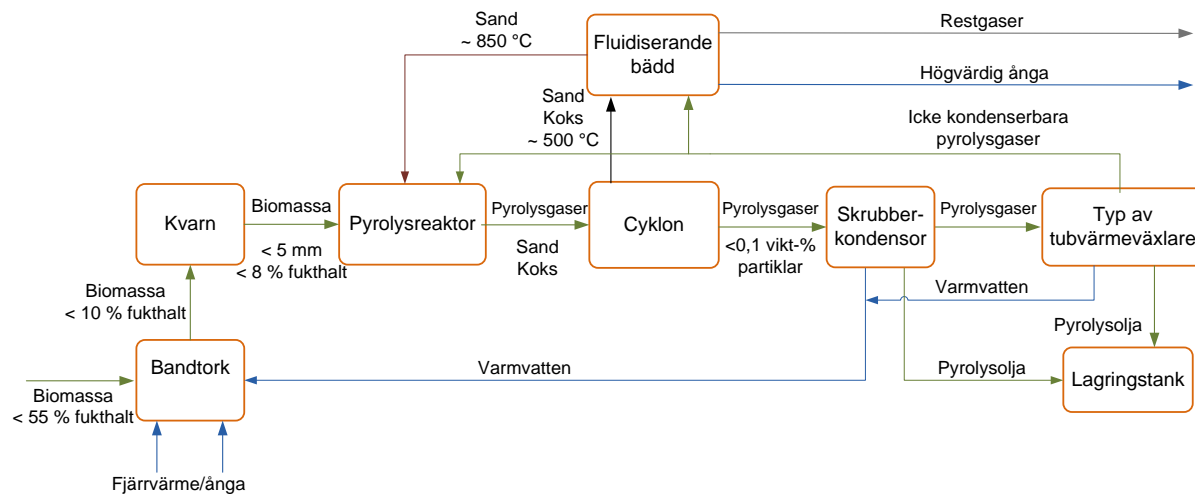 Sand
~ 850 °C
Fluidiserande
bädd
Restgaser
Högvärdig ånga
Sand
Koks
~ 500 °C
Icke kondenserbara
pyrolysgaser
Kvarn
Biomassa
< 5 mm
< 8 % fukthalt
Pyrolysreaktor
Pyrolysgaser
Sand
Koks
Cyklon
Pyrolysgaser
<0,1 vikt-%
partiklar
Skrubber-
kondensor
Pyrolysgaser
Typ av
tubvärmeväxlare
Biomassa
< 10 % fukthalt
Varmvatten
Pyrolysolja
Bandtork
Varmvatten
Pyrolysolja
Lagringstank
Biomassa
< 55 % fukthalt
Fjärrvärme/ånga